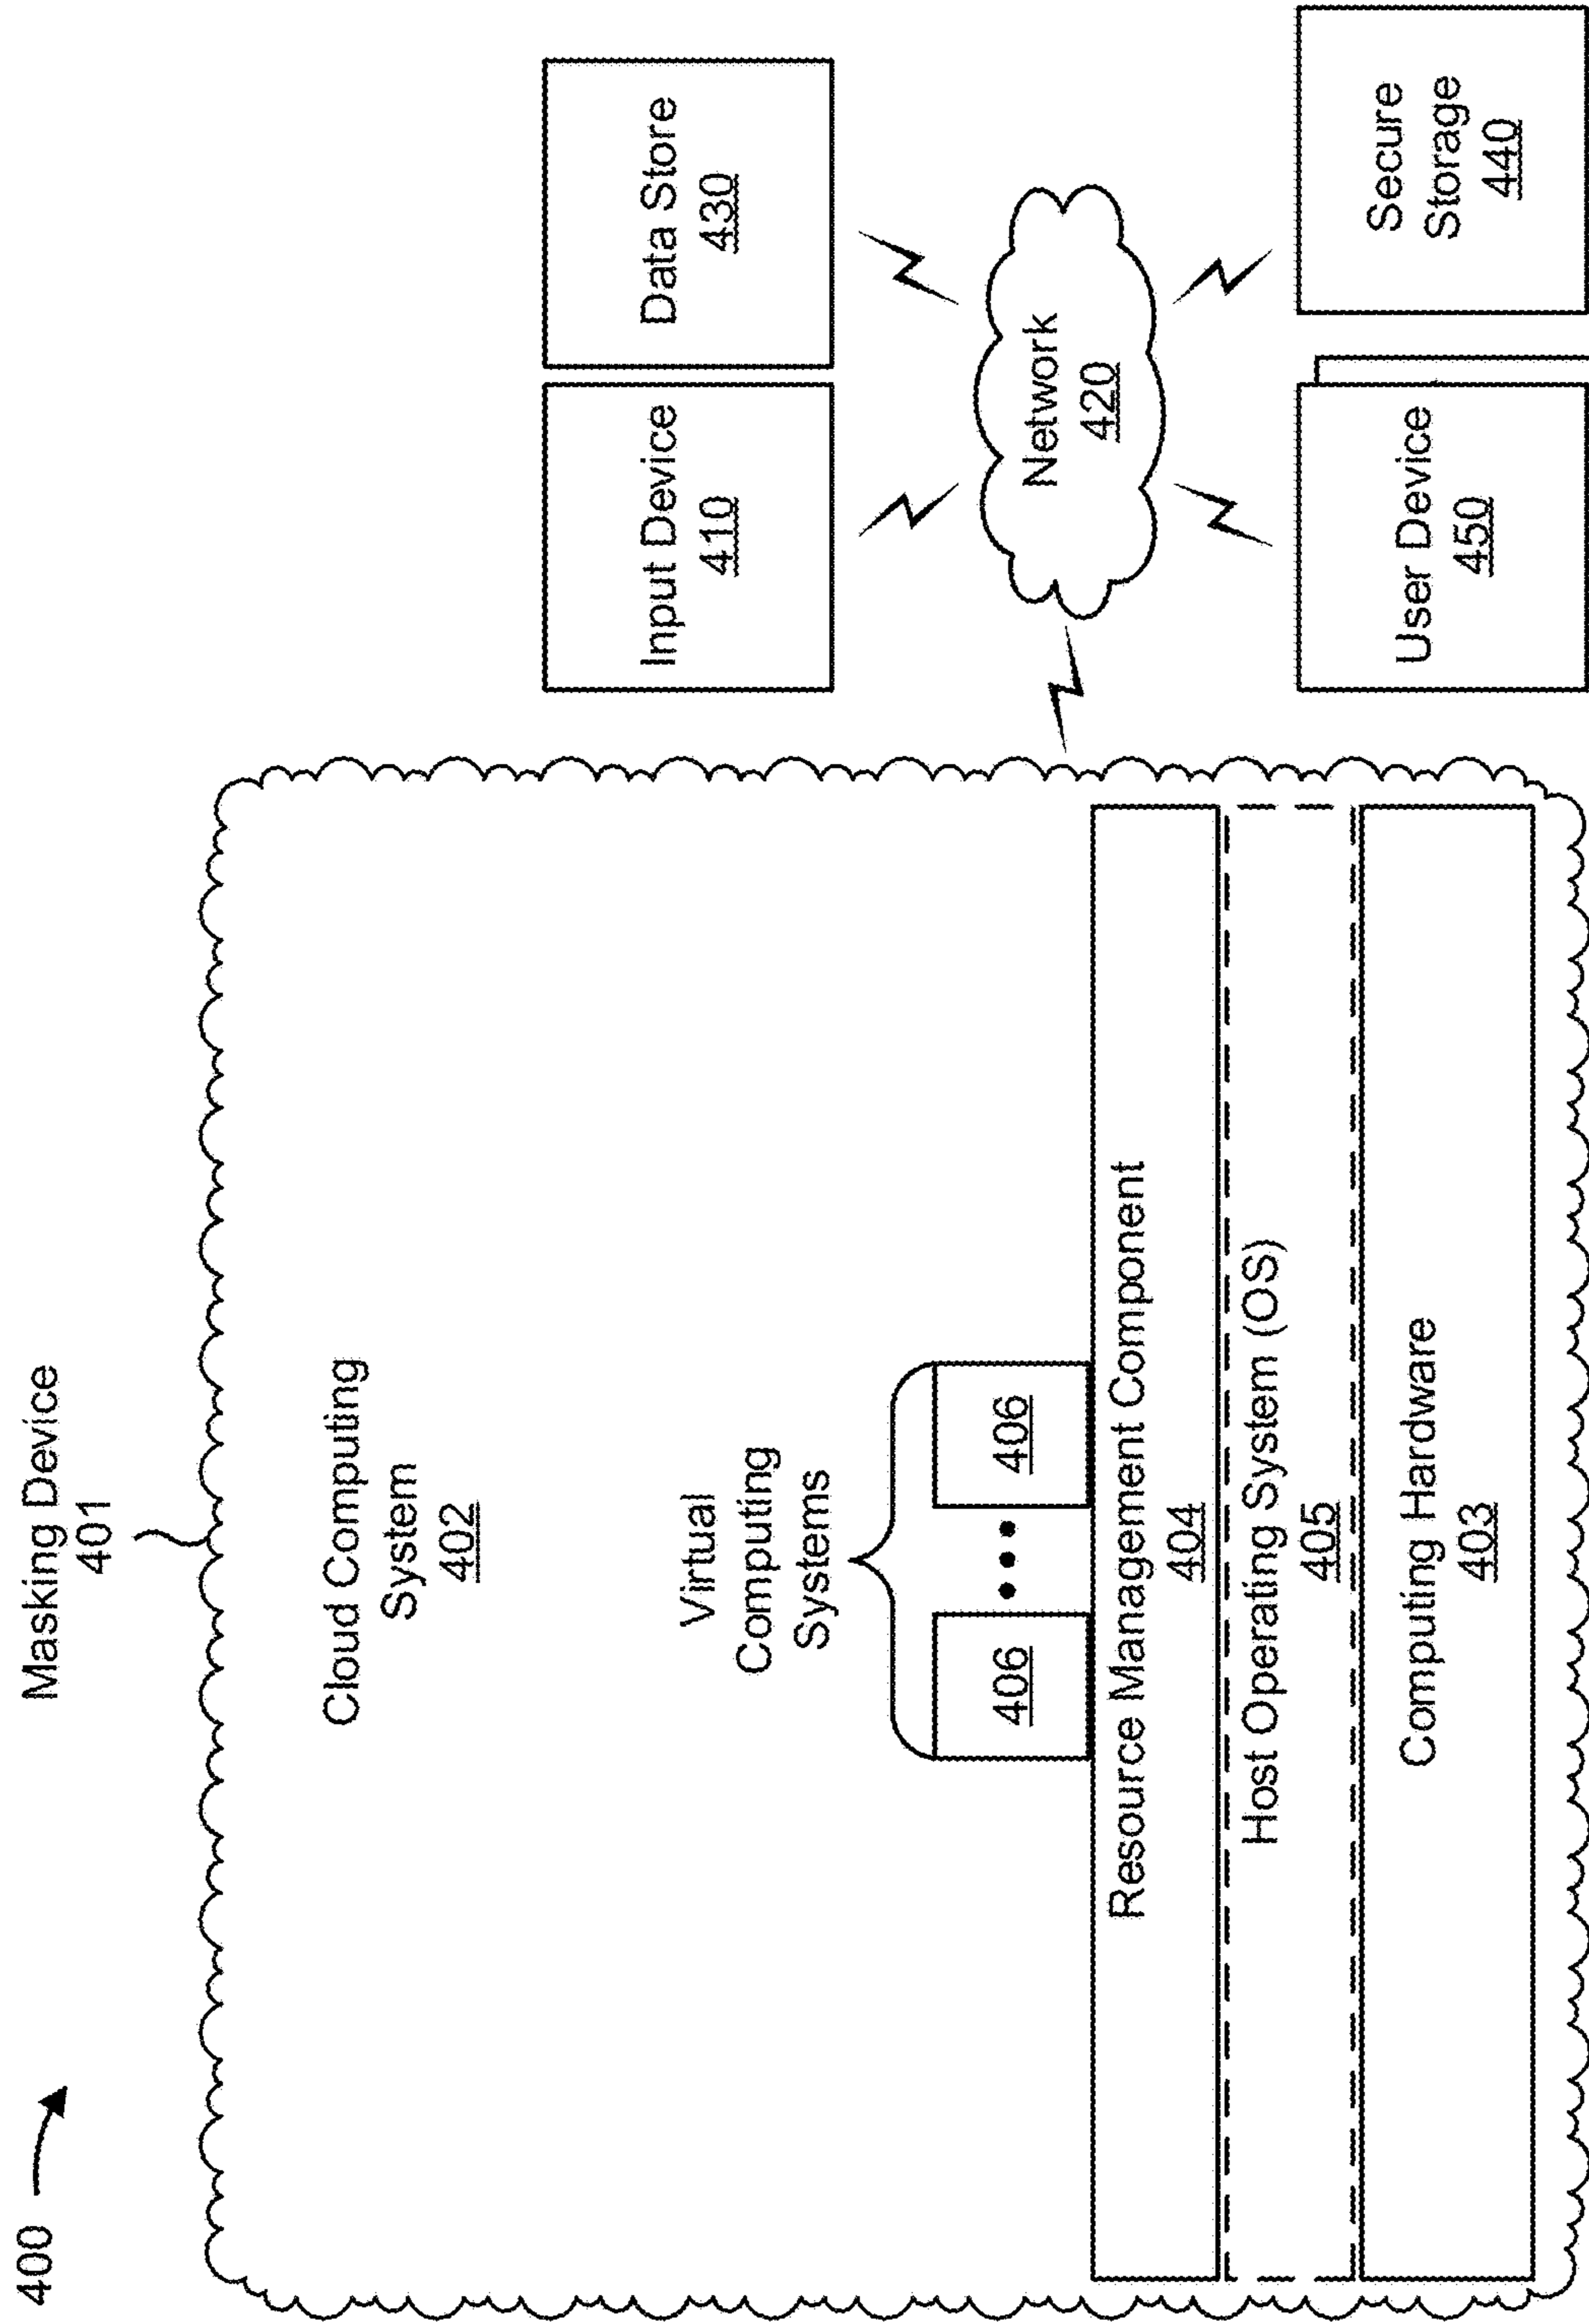 400
Masking Device
401
Cloud Computing
System
402
Virtual
Computing
Systems
406
406
Resource Management Component
404
Host Operating System (OS)
405
Computing Hardware
403
Input Device
410
Data Store
430
Network
420
User Device
450
Secure
Storage
440